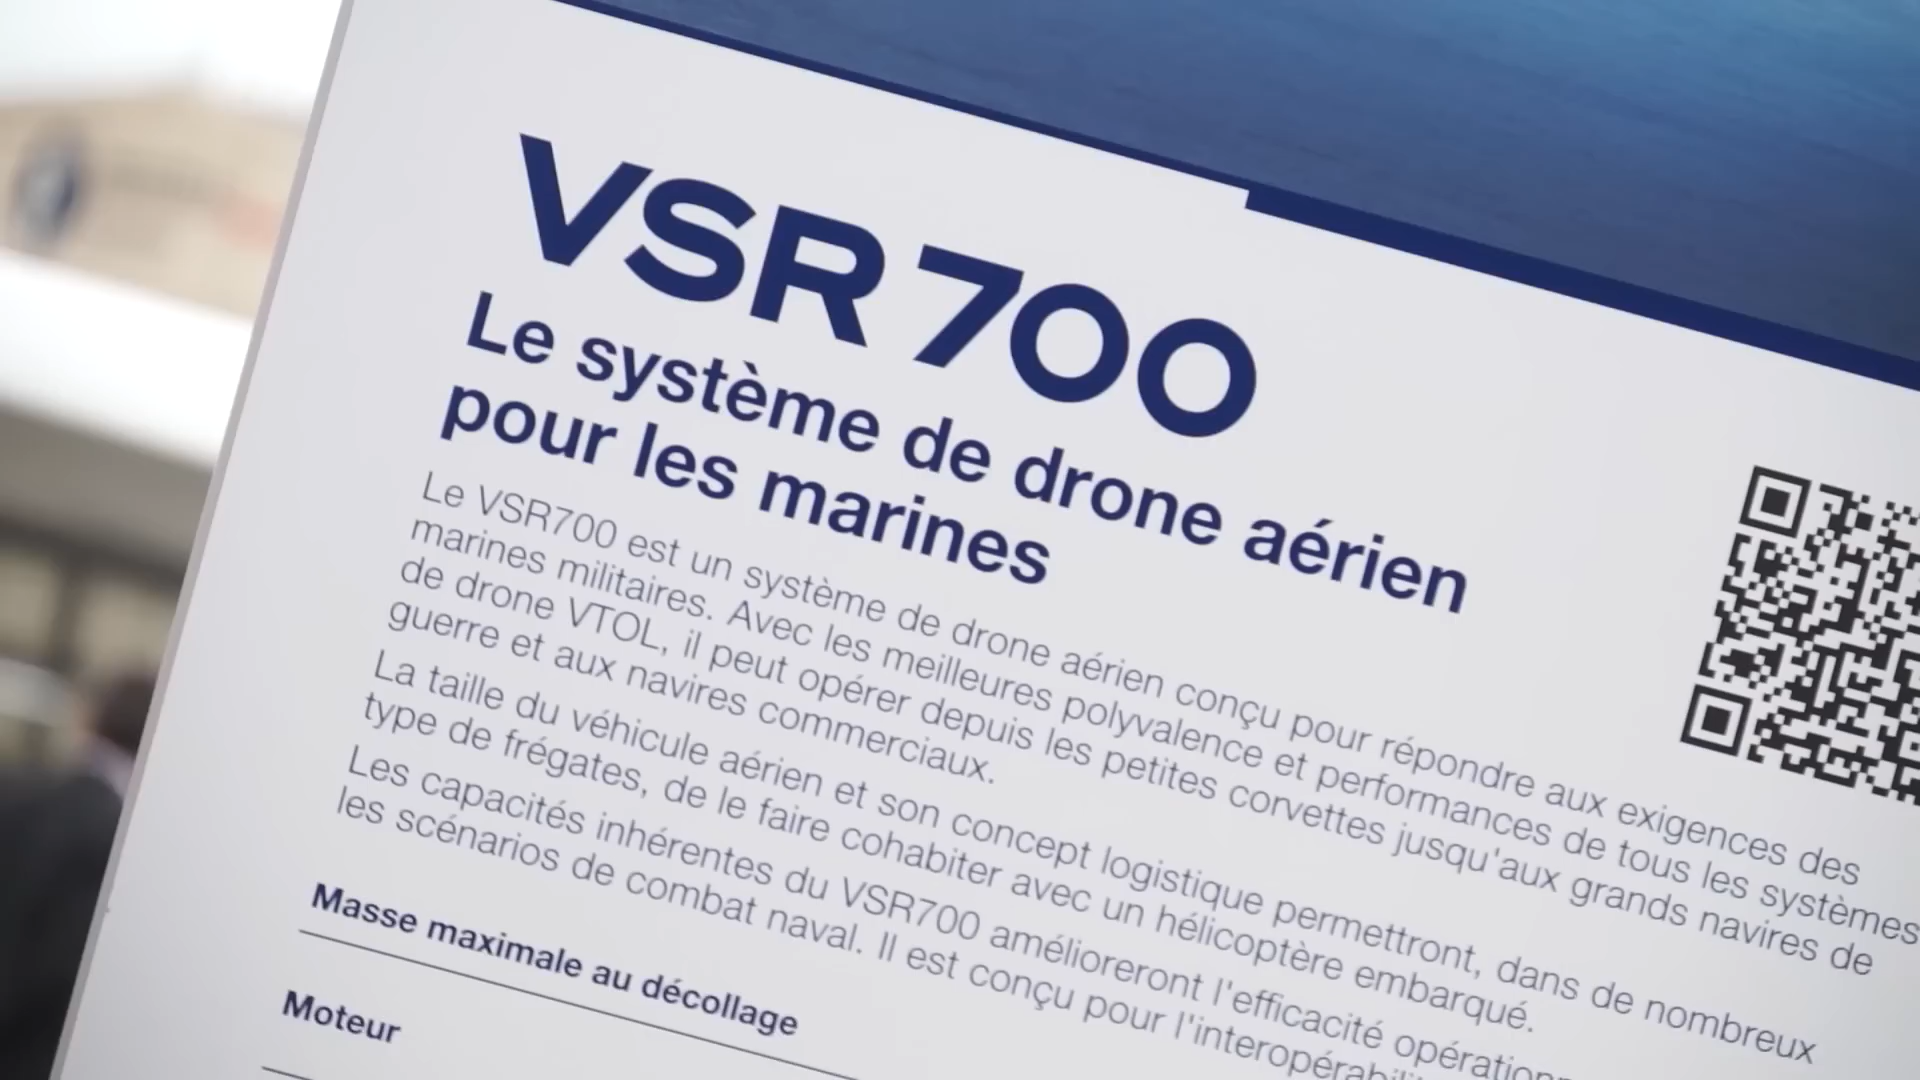 VSR700
Le système de drone aérien
pour les marines
Le VSR700 est un système de drone aérien conçu pour répondre aux exigences des
marines militaires. Avec les meilleures polyvalence et performances de tous les systèmes
de drone VTOL, il peut opérer depuis les petites corvettes jusqu'aux grands navires de
guerre et aux navires commerciaux.
La taille du véhicule aérien et son concept logistique permettront, dans de nombreux
type de frégates, de le faire cohabiter avec un hélicoptère embarqué.
Les capacités inhérentes du VSR700 amélioreront l'efficacité
les scénarios de combat naval. Il est conçu pour
Masse maximale au décollage
Moteur